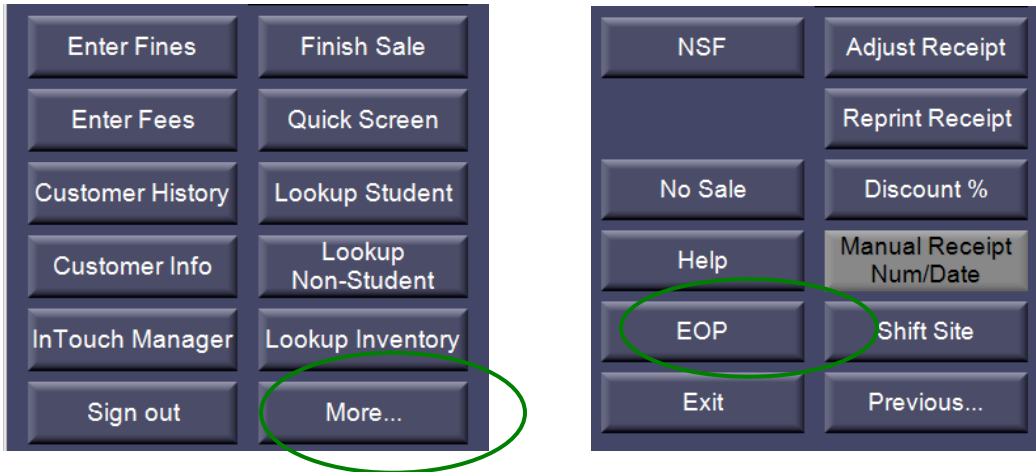 Enter Fines
Finish Sale
Enter Fees
Quick Screen
Customer History
Lookup Student
Customer Info
Lookup
Non-Student
InTouch Manager
Lookup Inventory
Sign out
More...
NSF
Adjust Receipt
Reprint Receipt
No Sale
Discount %
Help
Manual Receipt
Num/Date
EOP
Shift Site
Exit
Previous...